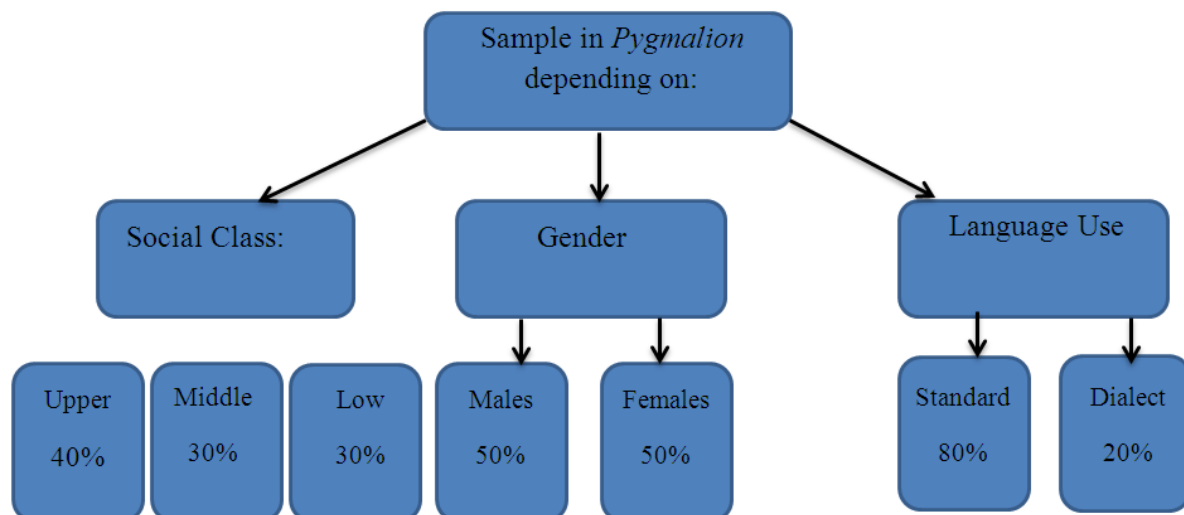 Sample in Pygmalion
depending on:
Social Class:
Gender
Language Use
Upper
40%
Middle
30%
Low
30%
Males
50%
Females
50%
Standard
80%
Dialect
20%